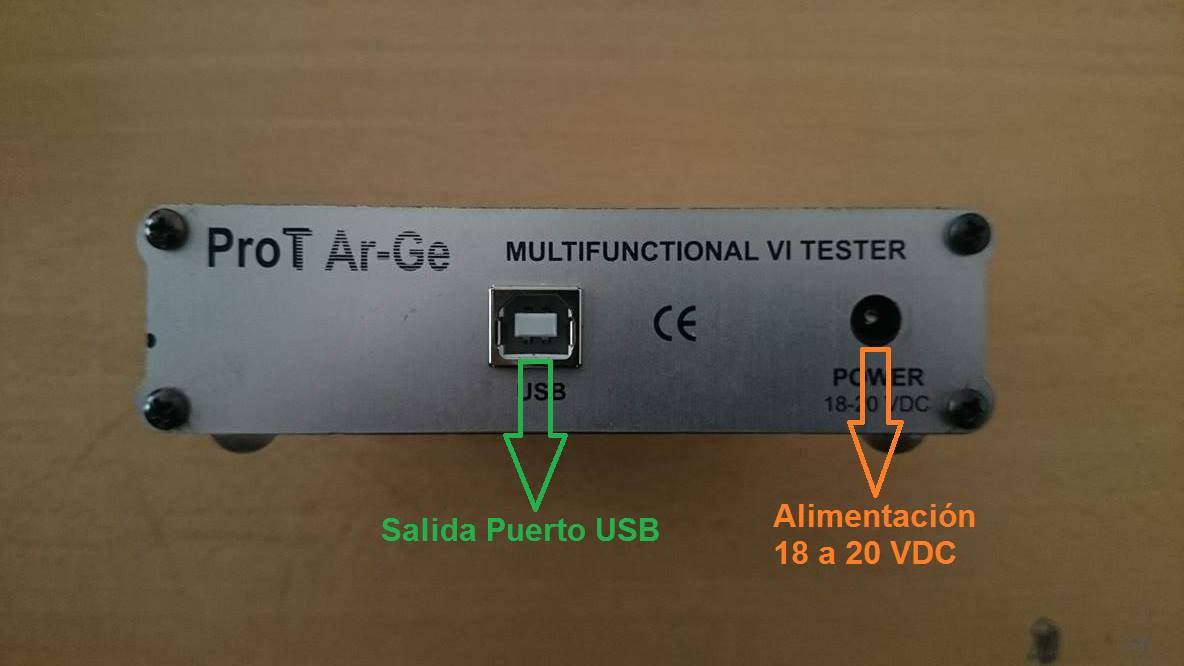 ProT Ar-Ge
MULTIFUNCTIONAL VI TESTER
CE
USB
POWER
18-20 VDC
Salida Puerto USB
Alimentación
18 a 20 VDC